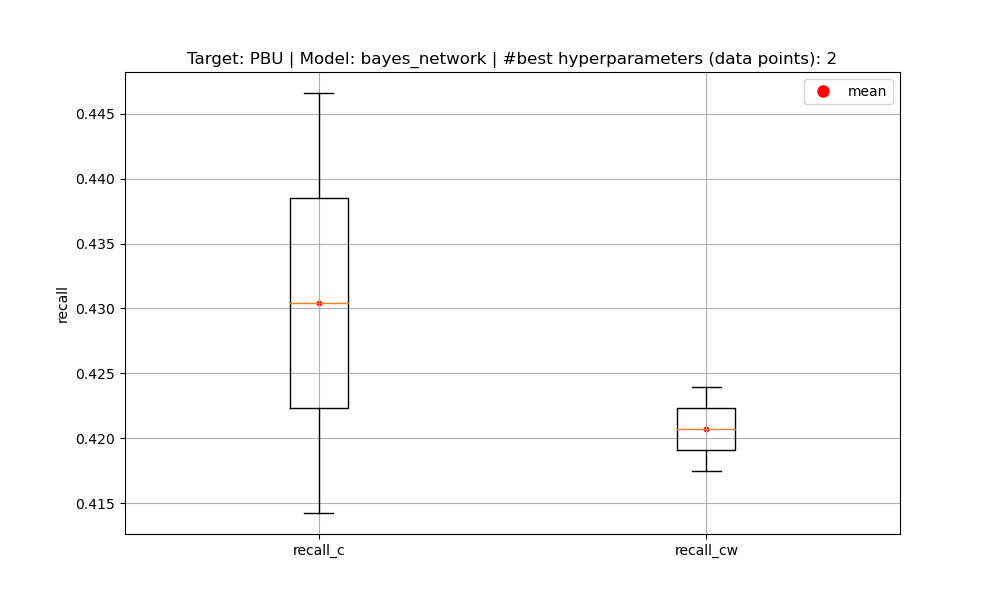 Target: PBU | Model: bayes_network | #best hyperparameters (data points): 2
mean
0.445
0.440
0.435
0.430
0.425
0.420
0.415
recall
recall_c
recall_cw